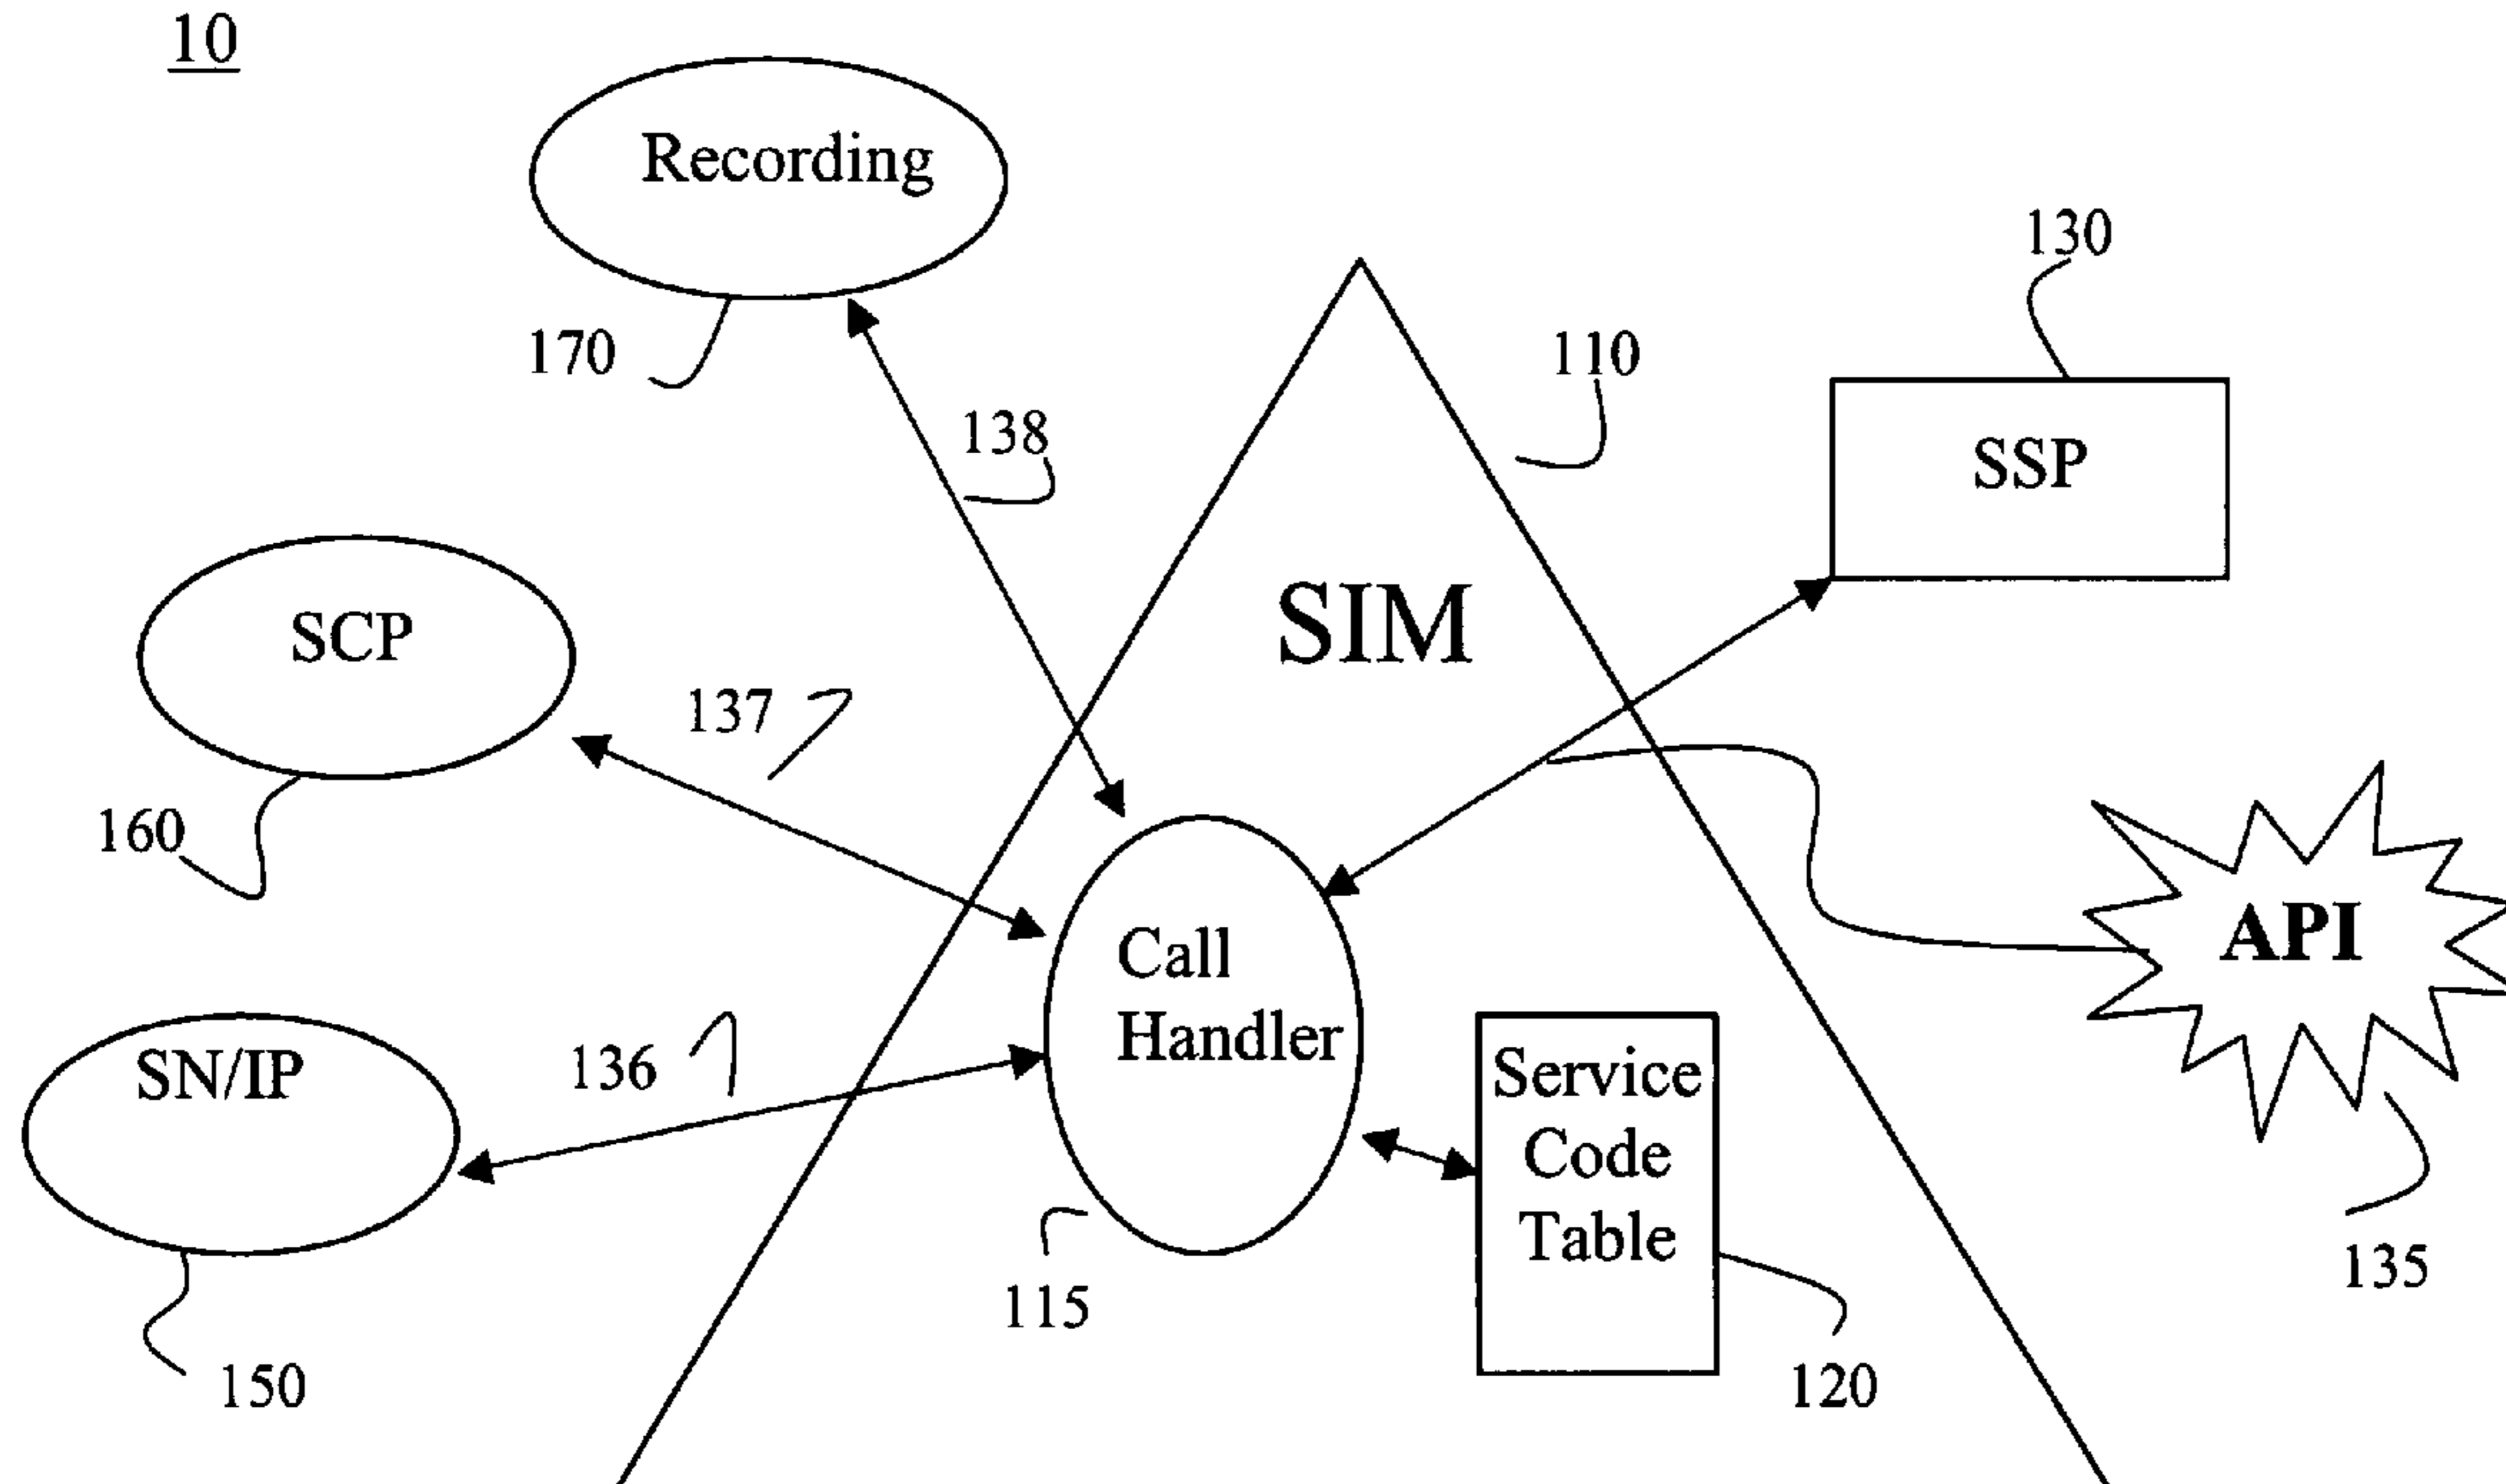 10
Recording
130
170
110
138
SSP
SIM
SCP
137
160
API
Call
Handler
136
SN/IP
Service
Code
Table
115
135
150
120